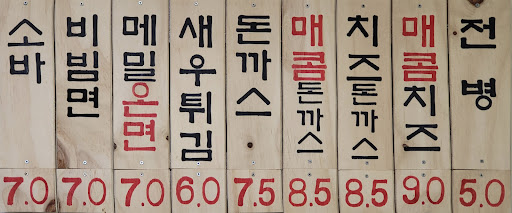 소바 7.0
비빔면 7.0
메밀온면 7.0
새우튀김 6.0
돈까스 7.5
매콤돈까스 8.5
치즈돈까스 8.5
매콤치즈 9.0
전병 5.0